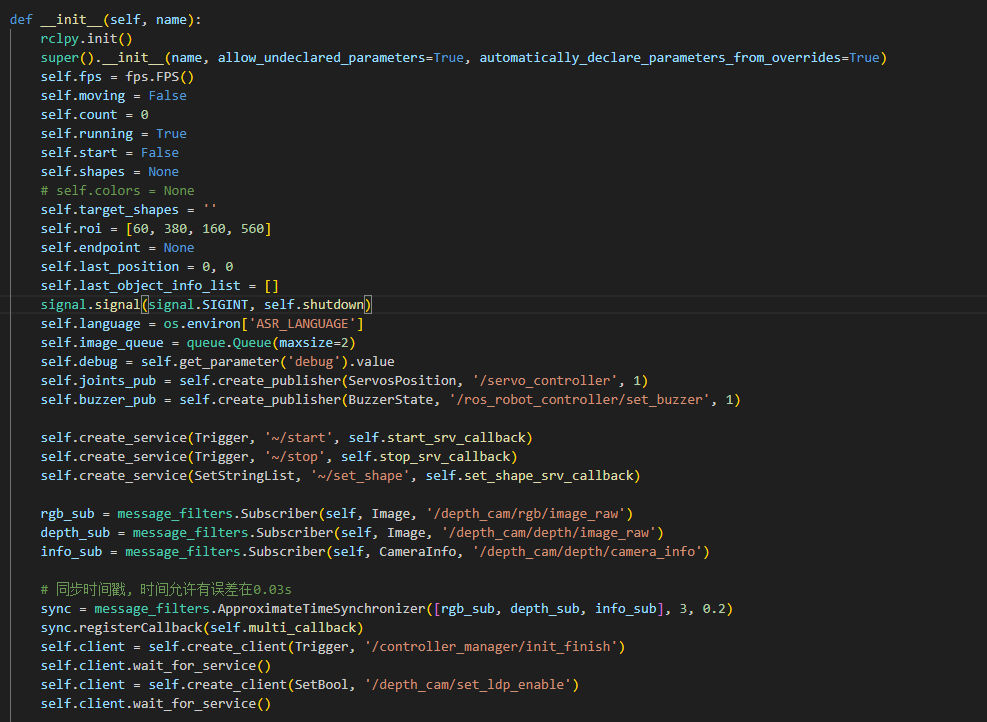 def __init__(self, name):
    rclpy.init()
    super().__init__(name, allow_undeclared_parameters=True, automatically_declare_parameters_from_overrides=True)
    self.fps = fps.FPS()
    self.moving = False
    self.count = 0
    self.running = True
    self.start = False
    self.shapes = None
    # self.colors = None
    self.target_shapes = ''
    self.roi = [60, 380, 160, 560]
    self.endpoint = None
    self.last_position = 0, 0
    self.last_object_info_list = []
    signal.signal(signal.SIGINT, self.shutdown)
    self.language = os.environ['ASR_LANGUAGE']
    self.image_queue = queue.Queue(maxsize=2)
    self.debug = self.get_parameter('debug').value
    self.joints_pub = self.create_publisher(ServosPosition, '/servo_controller', 1)
    self.buzzer_pub = self.create_publisher(BuzzerState, '/ros_robot_controller/set_buzzer', 1)

    self.create_service(Trigger, '~/start', self.start_srv_callback)
    self.create_service(Trigger, '~/stop', self.stop_srv_callback)
    self.create_service(SetStringList, '~/set_shape', self.set_shape_srv_callback)

    rgb_sub = message_filters.Subscriber(self, Image, '/depth_cam/rgb/image_raw')
    depth_sub = message_filters.Subscriber(self, Image, '/depth_cam/depth/image_raw')
    info_sub = message_filters.Subscriber(self, CameraInfo, '/depth_cam/depth/camera_info')

    # 同步时间戳, 时间允许有误差在0.03s
    sync = message_filters.ApproximateTimeSynchronizer([rgb_sub, depth_sub, info_sub], 3, 0.2)
    sync.registerCallback(self.multi_callback)
    self.client = self.create_client(Trigger, '/controller_manager/init_finish')
    self.client.wait_for_service()
    self.client = self.create_client(SetBool, '/depth_cam/set_ldp_enable')
    self.client.wait_for_service()